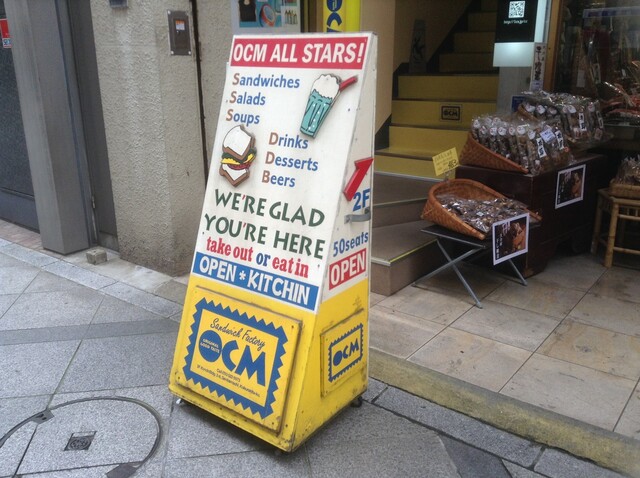 OCM ALL STARS!
Sandwiches
Salads
Soups
Drinks
Desserts
Beers
WE'RE GLAD
YOU'RE HERE
take out or eat in
OPEN * KITCHIN
Sandwich Factory
OCM
2F
50seats
OPEN
OCM
OCM